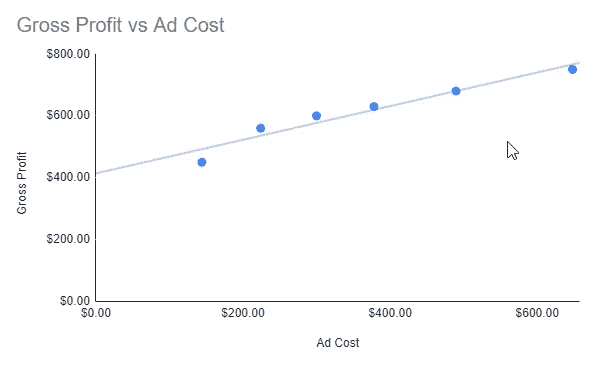 Gross Profit vs Ad Cost
$800.00
$600.00
$400.00
$200.00
$0.00
Gross Profit
$0.00 $200.00 $400.00 $600.00
Ad Cost